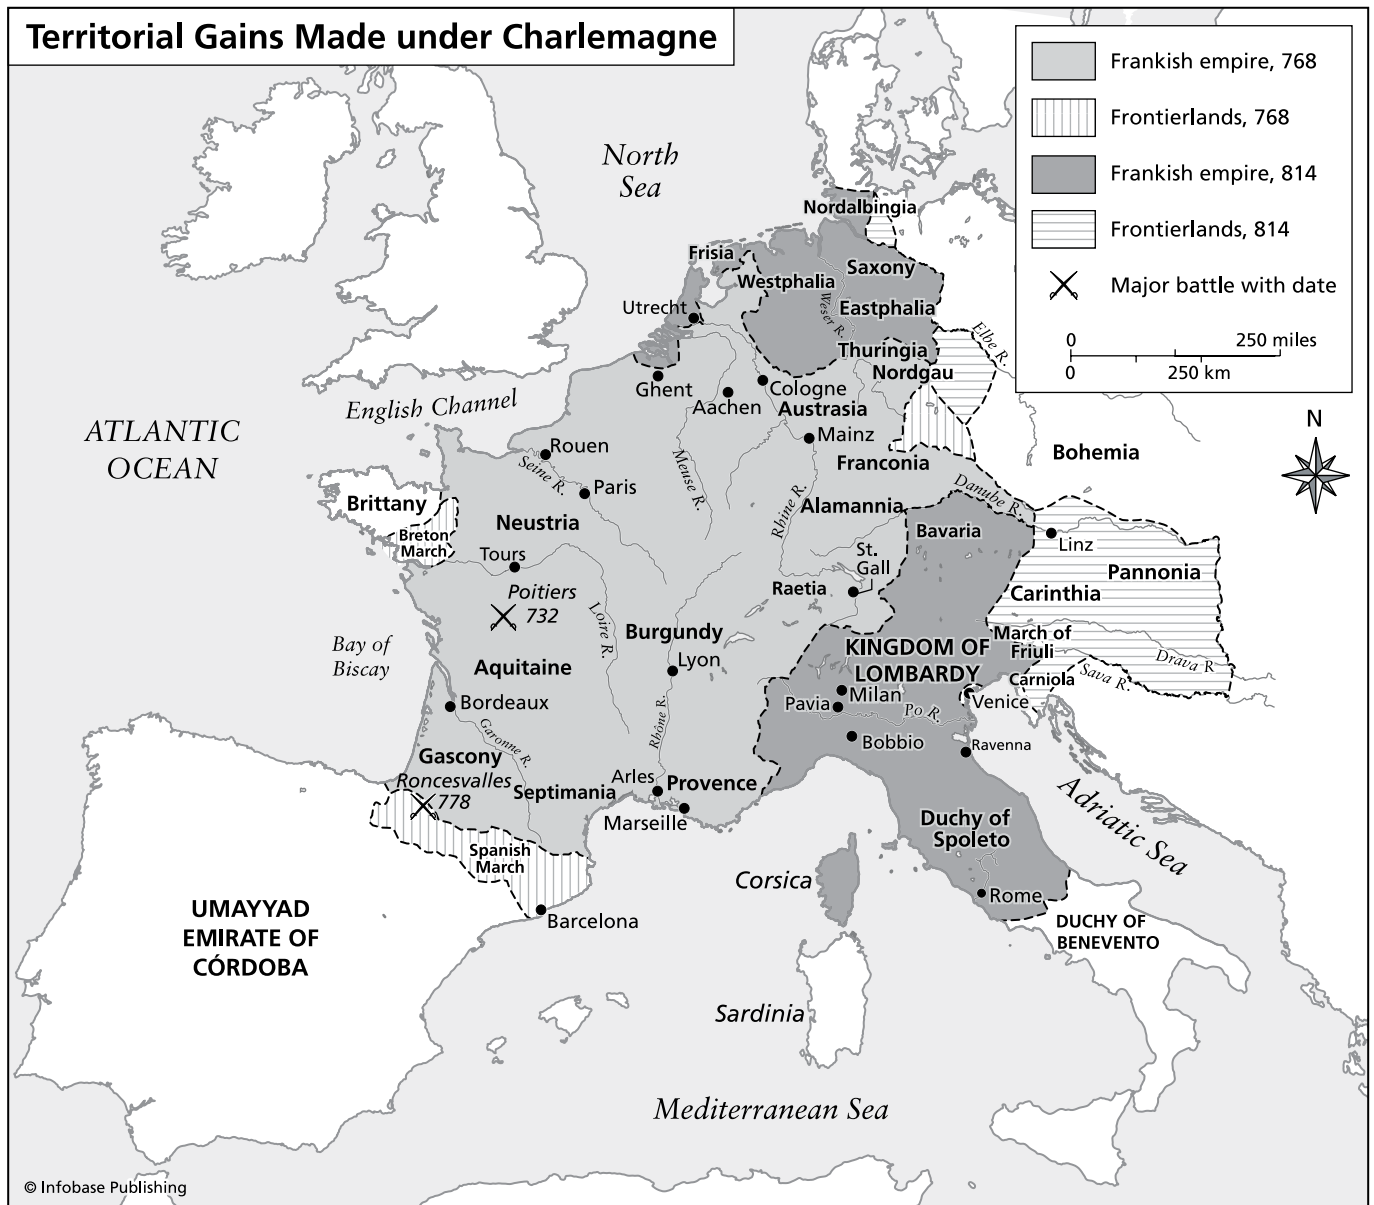 Territorial Gains Made under Charlemagne
Frankish empire, 768
Frontierlands, 768
Frankish empire, 814
Frontierlands, 814
Major battle with date
0 250 miles
0 250 km
N
North
Sea
Nordalbingia
Frisia
Saxony
Westphalia
Utrecht
Weser R.
Eastphalia
Elbe R.
Thuringia
Nordgau
Ghent
Cologne
Aachen
Austrasia
English Channel
ATLANTIC
OCEAN
Rouen
Mainz
Bohemia
Seine R.
Meuse R.
Franconia
Paris
Danube R.
Brittany
Rhine R.
Alamannia
Neustria
Bavaria
Breton
March
Linz
Tours
St.
Gall
Pannonia
Poitiers
732
Raetia
Carinthia
Loire R.
Burgundy
March of
Friuli
Bay of
Biscay
KINGDOM OF
LOMBARDY
Drava R
Aquitaine
Lyon
Carniola
Sava R.
Milan
Bordeaux
Pavia
Po R.
Venice
Rhône R.
Garonne R.
Bobbio
Ravenna
Gascony
Roncesvalles
778
Arles
Provence
Septimania
Marseille
Adriatic Sea
Duchy of
Spoleto
Spanish
March
Corsica
Rome
Barcelona
UMAYYAD
EMIRATE OF
CÓRDOBA
DUCHY OF
BENEVENTO
Sardinia
Mediterranean Sea
© Infobase Publishing